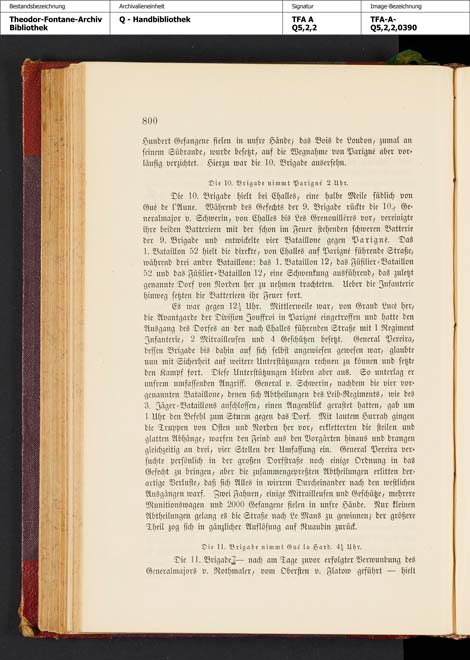 Bestandsbezeichnung
Archivalieneinheit
Signatur
Image-Bezeichnung
Theodor-Fontane-Archiv
Bibliothek
Q - Handbibliothek
TFA A
Q5,2,2
TFA-A-
Q5,2,2,0390
800
Hundert Gefangene fielen in unsre Hände; das Bois de Loudon, zumal an
seinem Südrande, wurde besetzt, auf die Wegnahme von Parigné aber vor-
läufig verzichtet. Hierzu war die 10. Brigade ausersehn.
Die 10. Brigade nimmt Parigné 2 Uhr.
Die 10. Brigade hielt bei Challes, eine halbe Meile südlich von
Gué de l'Aune. Während des Gefechts der 9. Brigade rückte die 10., Ge-
neralmajor v. Schwerin, von Challes bis Les Grenouillères vor, vereinigte
ihre beiden Batterieen mit der schon im Feuer stehenden schweren Batterie
der 9. Brigade und entwickelte vier Bataillone gegen Parigné. Das
1. Bataillon 52 hielt die direkte, von Challes auf Parigné führende Straße,
während drei andre Bataillone: das 1. Bataillon 12, das Füsilier-Bataillon
52 und das Füsilier-Bataillon 12, eine Schwenkung ausführend, das zuletzt
genannte Dorf von Norden her zu nehmen trachteten. Ueber die Infanterie
hinweg setzten die Batterieen ihr Feuer fort.
Es war gegen 12½ Uhr. Mittlerweile war, von Grand Lucé her,
die Avantgarde der Division Jouffroi in Parigné eingetroffen und hatte den
Ausgang des Dorfes an der nach Challes führenden Straße mit 1 Regiment
Infanterie, 2 Mitrailleusen und 4 Geschützen besetzt. General Pereira,
dessen Brigade bis dahin auf sich selbst angewiesen gewesen war, glaubte
nun mit Sicherheit auf weitere Unterstützungen rechnen zu können und setzte
den Kampf fort. Diese Unterstützungen blieben aber aus. So unterlag er
unsrem umfassenden Angriff. General v. Schwerin, nachdem die vier vor-
genannten Bataillone, denen sich Abtheilungen des Leib-Regiments, wie des
3. Jäger-Bataillons anschlossen, einen Augenblick gerastet hatten, gab um
1 Uhr den Befehl zum Sturm gegen das Dorf. Mit lautem Hurrah gingen
die Truppen von Osten und Norden her vor, erkletterten die steilen und
glatten Abhänge, warfen den Feind aus den Vorgärten hinaus und drangen
gleichzeitig an drei, vier Stellen der Umfassung ein. General Pereira ver-
suchte persönlich in der großen Dorfstraße noch einige Ordnung in das
Gefecht zu bringen, aber die zusammengepreßten Abtheilungen erlitten der-
artige Verluste, daß sich Alles in wirrem Durcheinander nach den westlichen
Ausgängen warf. Zwei Fahnen, einige Mitrailleusen und Geschütze, mehrere
Munitionswagen und 2000 Gefangene fielen in unsre Hände. Nur kleinen
Abtheilungen gelang es die Straße nach Le Mans zu gewinnen; der größere
Theil zog sich in gänzlicher Auflösung auf Ruaudin zurück.
Die 11. Brigade nimmt Gué la Hard. 4½ Uhr.
Die 11. Brigade — nach am Tage zuvor erfolgter Verwundung des
Generalmajors v. Rothmaler, vom Obersten v. Flatow geführt — hielt